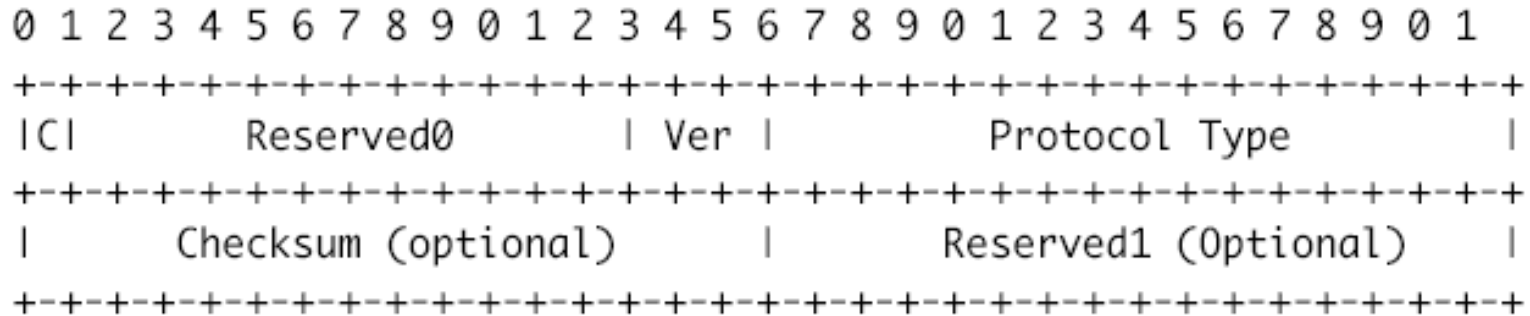 0 1 2 3 4 5 6 7 8 9 0 1 2 3 4 5 6 7 8 9 0 1 2 3 4 5 6 7 8 9 0 1
+-+-+-+-+-+-+-+-+-+-+-+-+-+-+-+-+-+-+-+-+-+-+-+-+-+-+-+-+-+-+-+-+
|C|       Reserved0       | Ver |         Protocol Type         |
+-+-+-+-+-+-+-+-+-+-+-+-+-+-+-+-+-+-+-+-+-+-+-+-+-+-+-+-+-+-+-+-+
|      Checksum (optional)      |       Reserved1 (Optional)    |
+-+-+-+-+-+-+-+-+-+-+-+-+-+-+-+-+-+-+-+-+-+-+-+-+-+-+-+-+-+-+-+-+